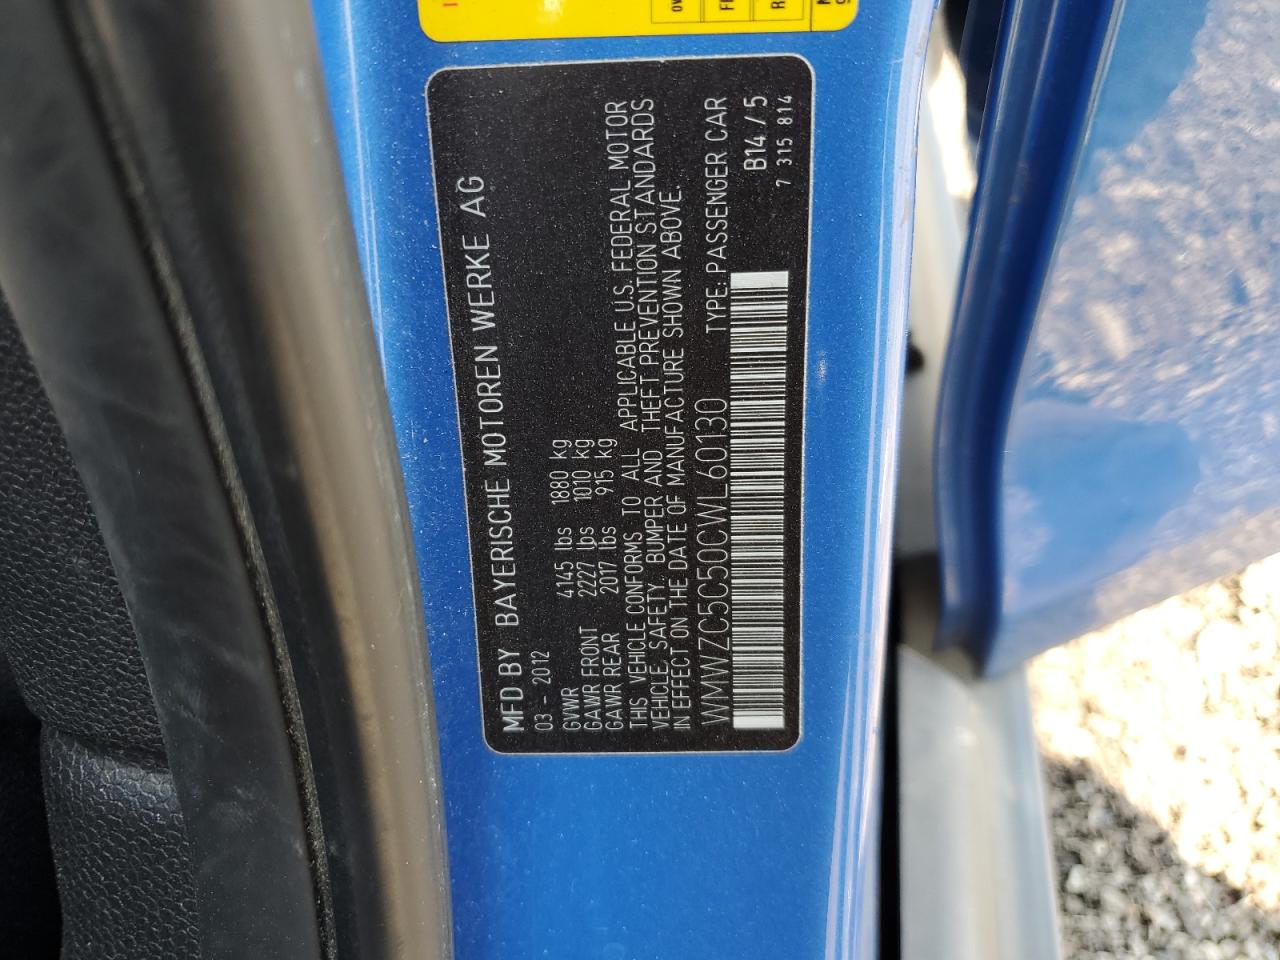 MFD BY BAYERISCHE MOTOREN WERKE AG
03 - 2012
GVWR 4145 lbs 1880 kg
GAWR FRONT 2227 lbs 1010 kg
GAWR REAR 2017 lbs 915 kg
THIS VEHICLE CONFORMS TO ALL APPLICABLE U.S. FEDERAL MOTOR
VEHICLE, SAFETY, BUMPER AND THEFT PREVENTION STANDARDS
IN EFFECT ON THE DATE OF MANUFACTURE SHOWN ABOVE.
WMWZC5C50CWL60130 TYPE: PASSENGER CAR
B14 / 5
7 315 814